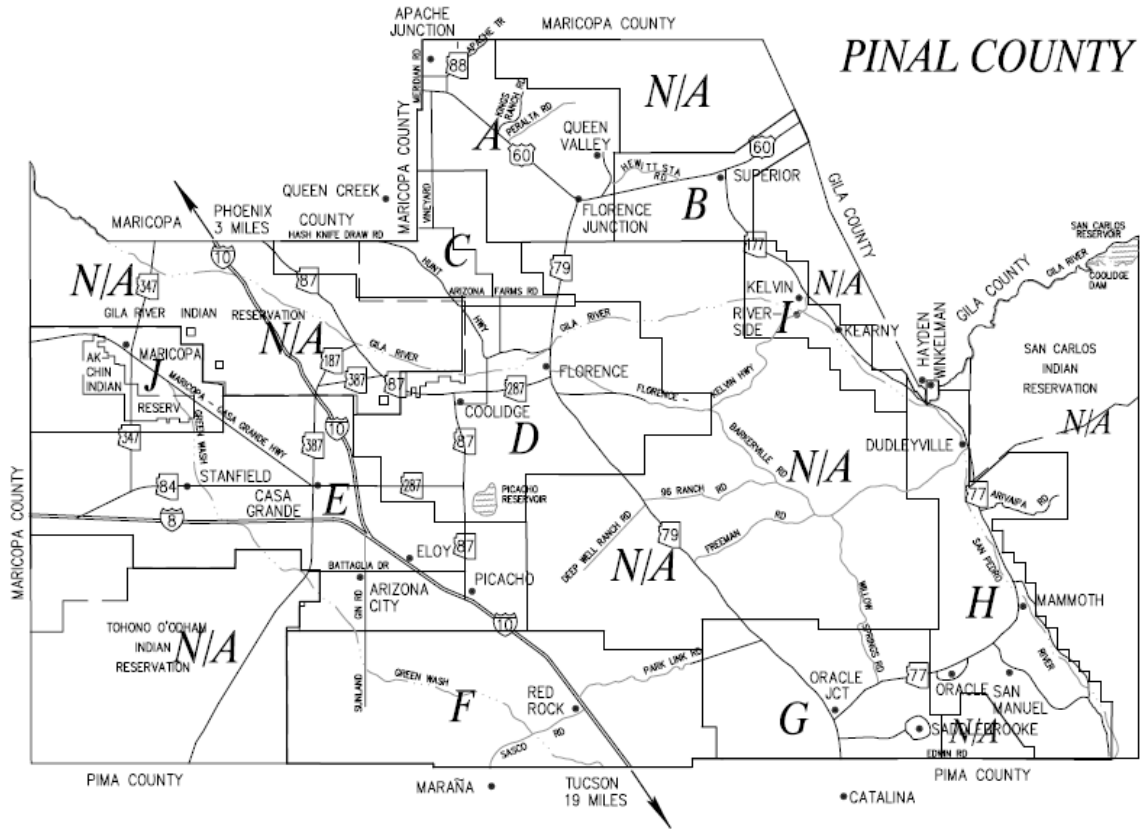 PINAL COUNTY
APACHE
JUNCTION
MARICOPA COUNTY
MERIDIAN RD
88
APACHE TR
N/A
KINGS
RANCH RD
PERALTA RD
A
QUEEN
VALLEY
60
60
HEWITT STA
RD
SUPERIOR
MARICOPA COUNTY
VINEYARD
B
GILA COUNTY
QUEEN CREEK
FLORENCE
JUNCTION
MARICOPA
PHOENIX
3 MILES
COUNTY
HASH KNIFE DRAW RD
10
HUNT
HWY
C
79
177
SAN CARLOS
RESERVOIR
GILA RIVER
COOLIDGE
DAM
GILA COUNTY
N/A
347
87
ARIZONA FARMS RD
KELVIN
N/A
GILA RIVER INDIAN RESERVATION
N/A
GILA RIVER
RIVER-
SIDE
I
KEARNY
HAYDEN
WINKELMAN
MARICOPA
AK
CHIN
INDIAN
RESERV
J
187
GILA RIVER
387
87
FLORENCE
287
SAN CARLOS
INDIAN
RESERVATION
N/A
MARICOPA - CASA GRANDE HWY
GREEN WASH
COOLIDGE
FLORENCE -
KELVIN HWY
347
387
10
87
D
BARKERVILLE RD
N/A
DUDLEYVILLE
84
STANFIELD
CASA
GRANDE
E
287
PICACHO
RESERVOIR
96 RANCH RD
77
ARIVAIPA RD
8
MARICOPA COUNTY
DEEP WELL RANCH RD
79
FREEMAN RD
N/A
87
ELOY
BATTAGLIA DR
PICACHO
ARIZONA
CITY
SAN PEDRO
RIVER
H
MAMMOTH
10
WILLOW
SPRINGS RD
TOHONO O'ODHAM
INDIAN
RESERVATION
N/A
SUNLAND GIN RD
GREEN WASH
PARK LINK RD
F
RED
ROCK
SASCO RD
ORACLE
JCT
77
ORACLE
SAN
MANUEL
G
SADDLEBROOKE
N/A
EDWIN RD
PIMA COUNTY
MARAÑA
TUCSON
19 MILES
PIMA COUNTY
CATALINA